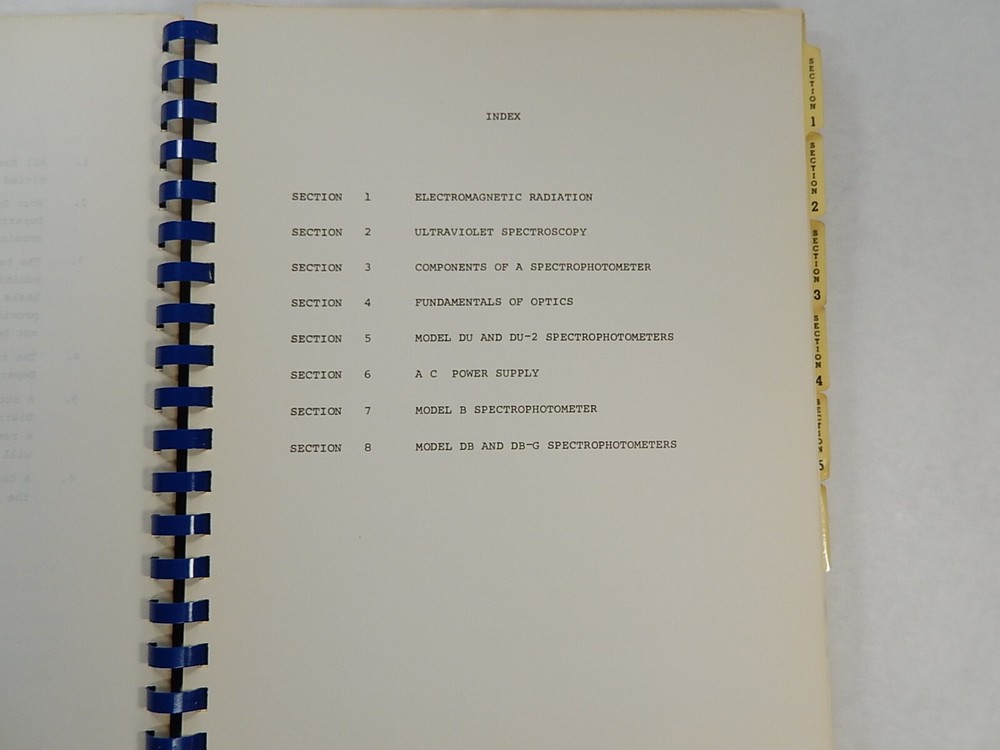 INDEX
SECTION 1 ELECTROMAGNETIC RADIATION
SECTION 2 ULTRAVIOLET SPECTROSCOPY
SECTION 3 COMPONENTS OF A SPECTROPHOTOMETER
SECTION 4 FUNDAMENTALS OF OPTICS
SECTION 5 MODEL DU AND DU-2 SPECTROPHOTOMETERS
SECTION 6 A C POWER SUPPLY
SECTION 7 MODEL B SPECTROPHOTOMETER
SECTION 8 MODEL DB AND DB-G SPECTROPHOTOMETERS
SECTION 1
SECTION 2
SECTION 3
SECTION 4
SECTION 5